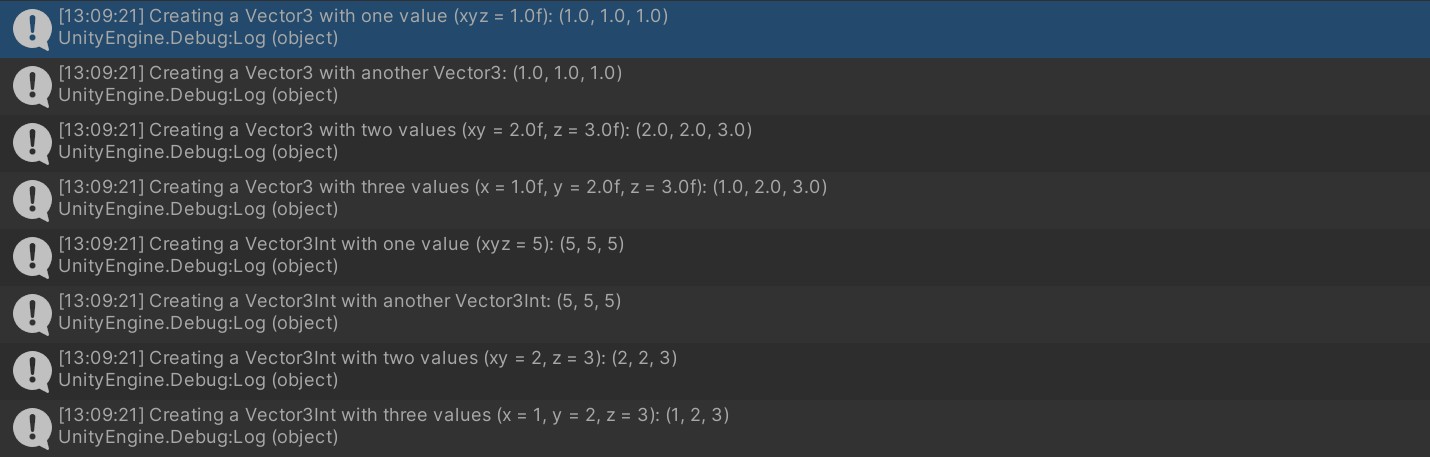 [13:09:21] Creating a Vector3 with one value (xyz = 1.0f): (1.0, 1.0, 1.0)
UnityEngine.Debug:Log (object)
[13:09:21] Creating a Vector3 with another Vector3: (1.0, 1.0, 1.0)
UnityEngine.Debug:Log (object)
[13:09:21] Creating a Vector3 with two values (xy = 2.0f, z = 3.0f): (2.0, 2.0, 3.0)
UnityEngine.Debug:Log (object)
[13:09:21] Creating a Vector3 with three values (x = 1.0f, y = 2.0f, z = 3.0f): (1.0, 2.0, 3.0)
UnityEngine.Debug:Log (object)
[13:09:21] Creating a Vector3Int with one value (xyz = 5): (5, 5, 5)
UnityEngine.Debug:Log (object)
[13:09:21] Creating a Vector3Int with another Vector3Int: (5, 5, 5)
UnityEngine.Debug:Log (object)
[13:09:21] Creating a Vector3Int with two values (xy = 2, z = 3): (2, 2, 3)
UnityEngine.Debug:Log (object)
[13:09:21] Creating a Vector3Int with three values (x = 1, y = 2, z = 3): (1, 2, 3)
UnityEngine.Debug:Log (object)